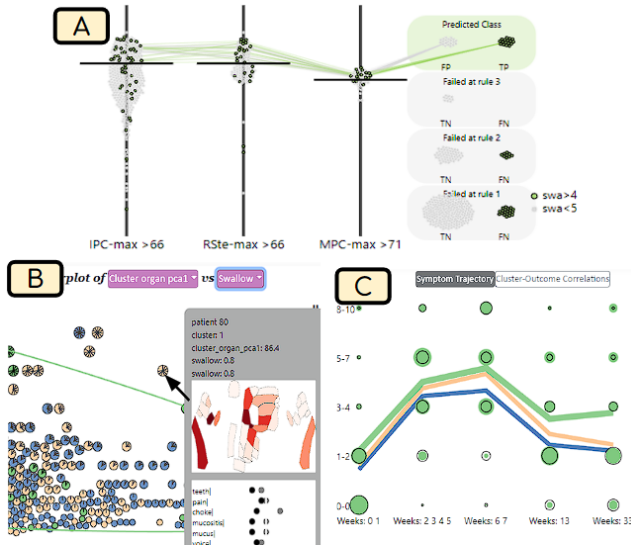 A
Predicted Class
FP TP
Failed at rule 3
TN FN
Failed at rule 2
TN FN
Failed at rule 1
TN FN
swa>4
swa<5
IPC-max >66 RSte-max >66 MPC-max >71
B
rplot of Cluster organ pca1 vs Swallow
patient 80
cluster: 1
cluster_organ_pca1: 86.4
swallow: 0.8
swallow: 0.8
teeth|
pain|
choke|
mucositis|
mucus|
voice|
C
Symptom Trajectory Cluster-Outcome Correlations
8-10
5-7
3-4
1-2
0-0
Weeks: 0 1 Weeks: 2 3 4 5 Weeks: 6 7 Weeks: 13 Weeks: 33